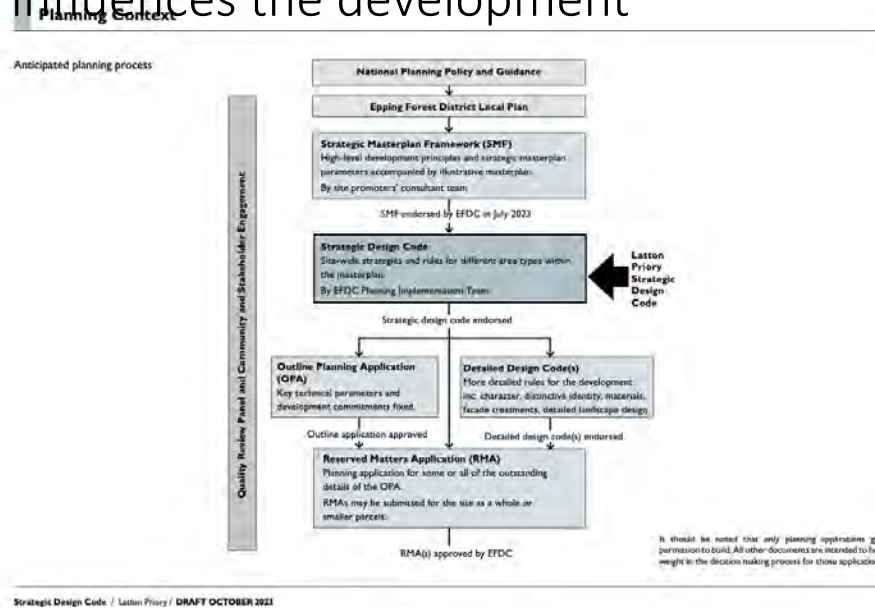 influences the development
Planning Context
Anticipated planning process
National Planning Policy and Guidance
Epping Forest District Local Plan
Strategic Masterplan Framework (SMF)
High-level development principles and strategic masterplan
parameters accompanied by illustrative masterplan.
By site promoters' consultant team
SMF endorsed by EFDC in July 2023
Strategic Design Code
Site-wide strategies and rules for different area types within
the masterplan.
By EFDC Planning Implementation Team
Latton
Priory
Strategic
Design
Code
Strategic design code endorsed
Outline Planning Application
(OPA)
Key technical parameters and
development commitments fixed.
Detailed Design Code(s)
More detailed rules for the development
inc. character, distinctive identity, materials,
facade treatments, detailed landscape design
Outline application approved
Detailed design code(s) endorsed
Reserved Matters Application (RMA)
Planning application for some or all of the outstanding
details of the OPA.
RMAs may be submitted for the site as a whole or
smaller parcels.
RMA(s) approved by EFDC
Quality Review Panel and Community and Stakeholder Engagement
It should be noted that only planning applications
permission to build. All other documents are intended to
weight in the decision making process for those
Strategic Design Code / Latton Priory / DRAFT OCTOBER 2023